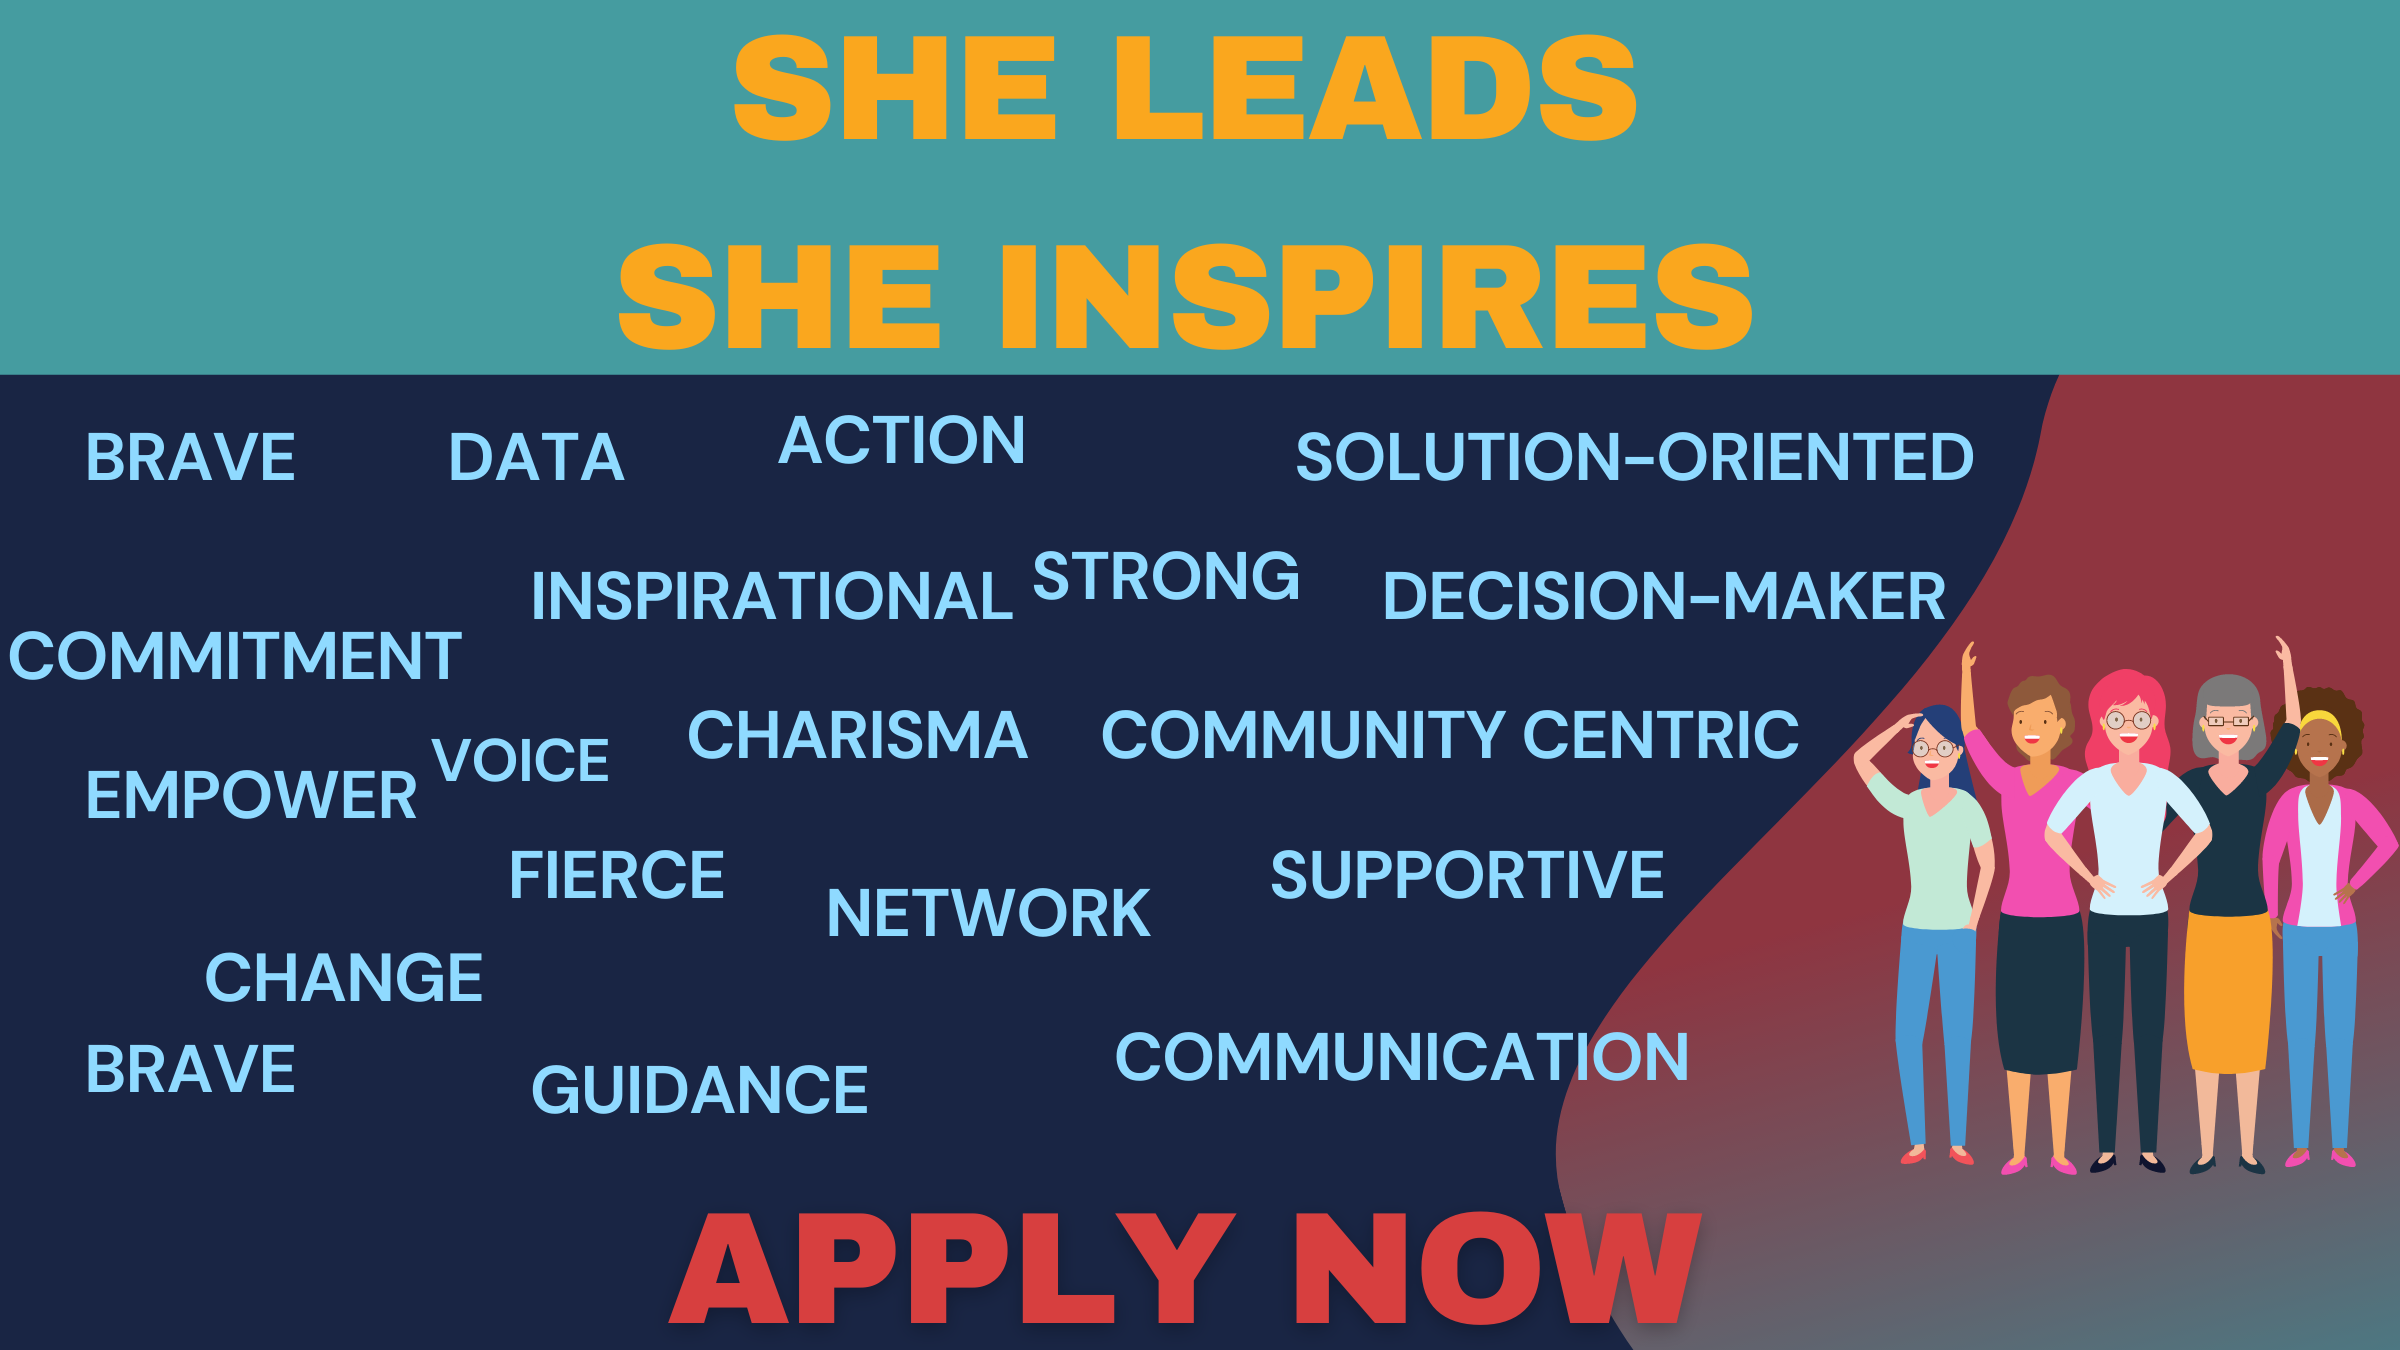 SHE LEADS
SHE INSPIRES
BRAVE DATA ACTION SOLUTION-ORIENTED
INSPIRATIONAL STRONG DECISION-MAKER
COMMITMENT
CHARISMA COMMUNITY CENTRIC
EMPOWER VOICE
FIERCE NETWORK SUPPORTIVE
CHANGE
BRAVE GUIDANCE COMMUNICATION
APPLY NOW